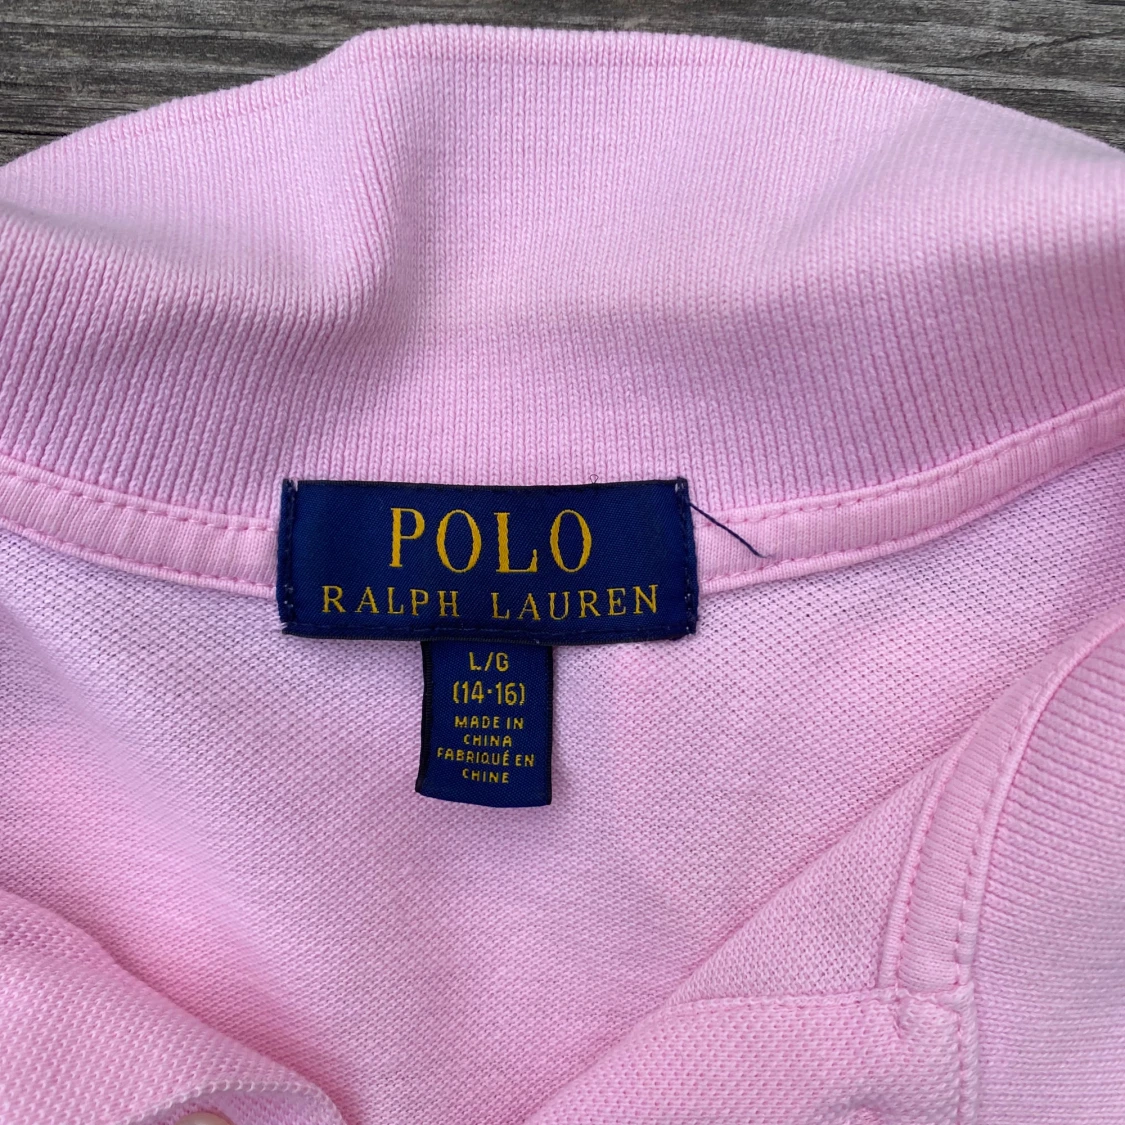 POLO
RALPH LAUREN
L/G
(14-16)
MADE IN
CHINA
FABRIQUÉ EN
CHINE